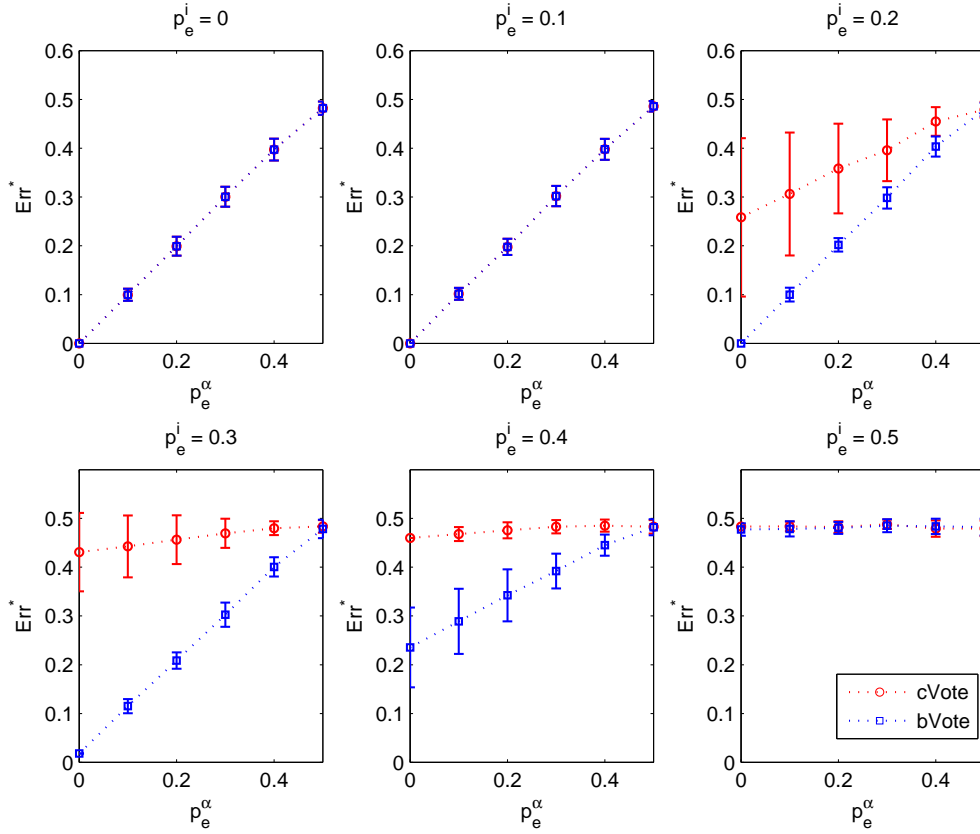 p_e^i = 0
0.6
0.5
0.4
0.3
0.2
0.1
0
Err*
0 0.2 0.4
p_e^α
p_e^i = 0.1
0.6
0.5
0.4
0.3
0.2
0.1
0
Err*
0 0.2 0.4
p_e^α
p_e^i = 0.2
0.6
0.5
0.4
0.3
0.2
0.1
0
Err*
0 0.2 0.4
p_e^α
p_e^i = 0.3
0.5
0.4
0.3
0.2
0.1
0
Err*
0 0.2 0.4
p_e^α
p_e^i = 0.4
0.5
0.4
0.3
0.2
0.1
0
Err*
0 0.2 0.4
p_e^α
p_e^i = 0.5
0.5
0.4
0.3
0.2
0.1
0
Err*
0 0.2 0.4
p_e^α
cVote
bVote